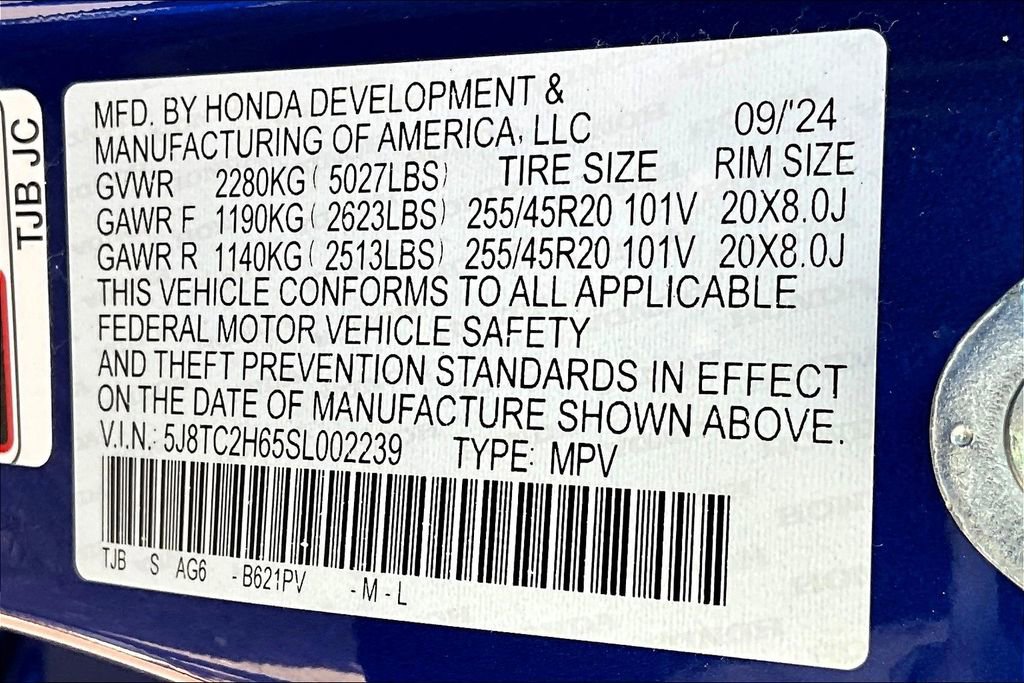 TJB JC
MFD. BY HONDA DEVELOPMENT &
MANUFACTURING OF AMERICA, LLC 09/'24
GVWR 2280KG( 5027LBS) TIRE SIZE RIM SIZE
GAWR F 1190KG( 2623LBS) 255/45R20 101V 20X8.0J
GAWR R 1140KG( 2513LBS) 255/45R20 101V 20X8.0J
THIS VEHICLE CONFORMS TO ALL APPLICABLE
FEDERAL MOTOR VEHICLE SAFETY
AND THEFT PREVENTION STANDARDS IN EFFECT
ON THE DATE OF MANUFACTURE SHOWN ABOVE.
V.I.N.: 5J8TC2H65SL002239 TYPE: MPV
TJB S AG6 -B621PV -M-L